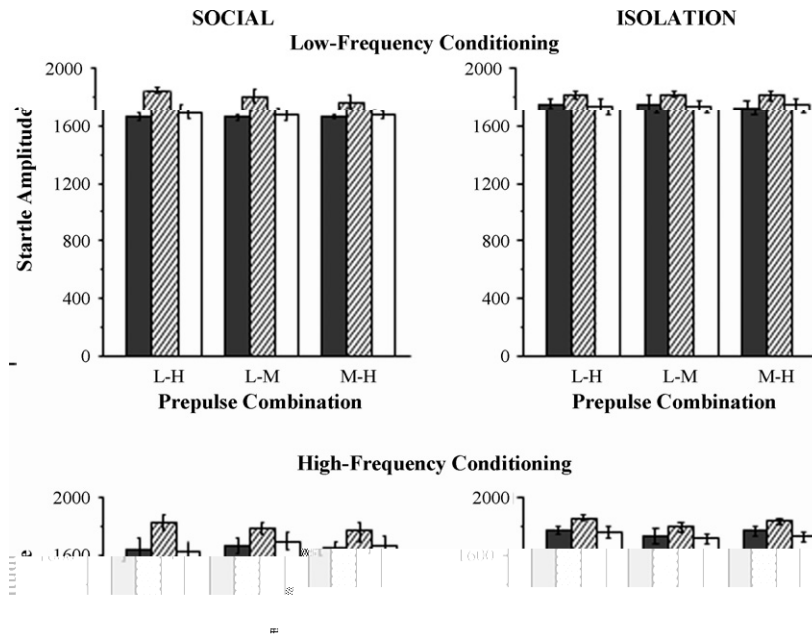 SOCIAL
ISOLATION
Low-Frequency Conditioning
Startle Amplitude
2000
1600
1200
800
400
0
L-H L-M M-H
Prepulse Combination
2000
1600
1200
800
400
0
L-H L-M M-H
Prepulse Combination
High-Frequency Conditioning
2000
1600
2000
1600